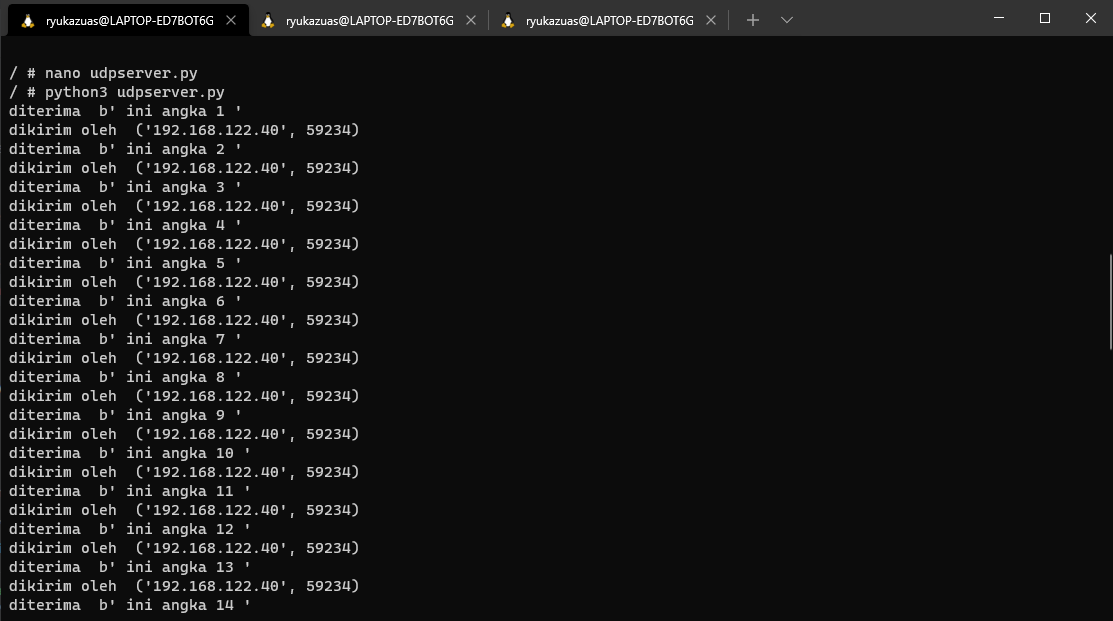 ryukazuas@LAPTOP-ED7BOT6G
ryukazuas@LAPTOP-ED7BOT6G
ryukazuas@LAPTOP-ED7BOT6G
/ # nano udpserver.py
/ # python3 udpserver.py
diterima  b' ini angka 1 '
dikirim oleh  ('192.168.122.40', 59234)
diterima  b' ini angka 2 '
dikirim oleh  ('192.168.122.40', 59234)
diterima  b' ini angka 3 '
dikirim oleh  ('192.168.122.40', 59234)
diterima  b' ini angka 4 '
dikirim oleh  ('192.168.122.40', 59234)
diterima  b' ini angka 5 '
dikirim oleh  ('192.168.122.40', 59234)
diterima  b' ini angka 6 '
dikirim oleh  ('192.168.122.40', 59234)
diterima  b' ini angka 7 '
dikirim oleh  ('192.168.122.40', 59234)
diterima  b' ini angka 8 '
dikirim oleh  ('192.168.122.40', 59234)
diterima  b' ini angka 9 '
dikirim oleh  ('192.168.122.40', 59234)
diterima  b' ini angka 10 '
dikirim oleh  ('192.168.122.40', 59234)
diterima  b' ini angka 11 '
dikirim oleh  ('192.168.122.40', 59234)
diterima  b' ini angka 12 '
dikirim oleh  ('192.168.122.40', 59234)
diterima  b' ini angka 13 '
dikirim oleh  ('192.168.122.40', 59234)
diterima  b' ini angka 14 '